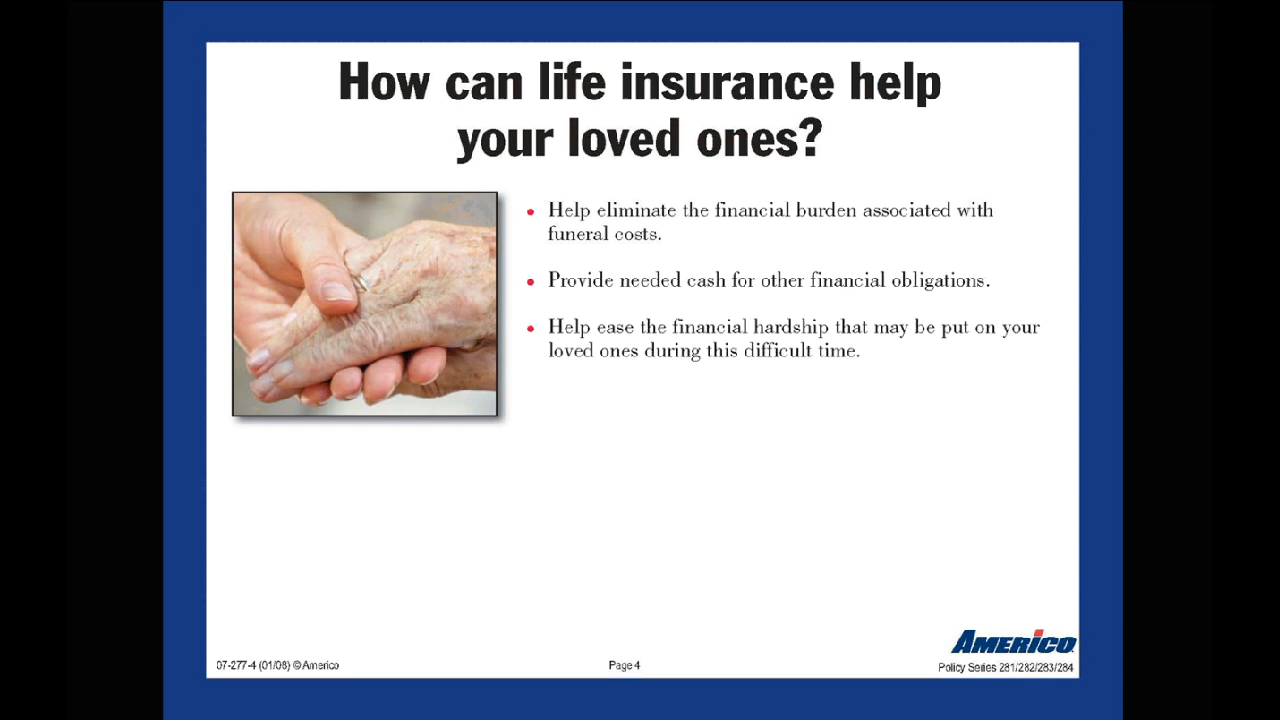 How can life insurance help
your loved ones?
• Help eliminate the financial burden associated with
funeral costs.
• Provide needed cash for other financial obligations.
• Help ease the financial hardship that may be put on your
loved ones during this difficult time.
AMERICO
07-277-4 (01/08) © Americo
Page 4
Policy Series 281/282/283/284